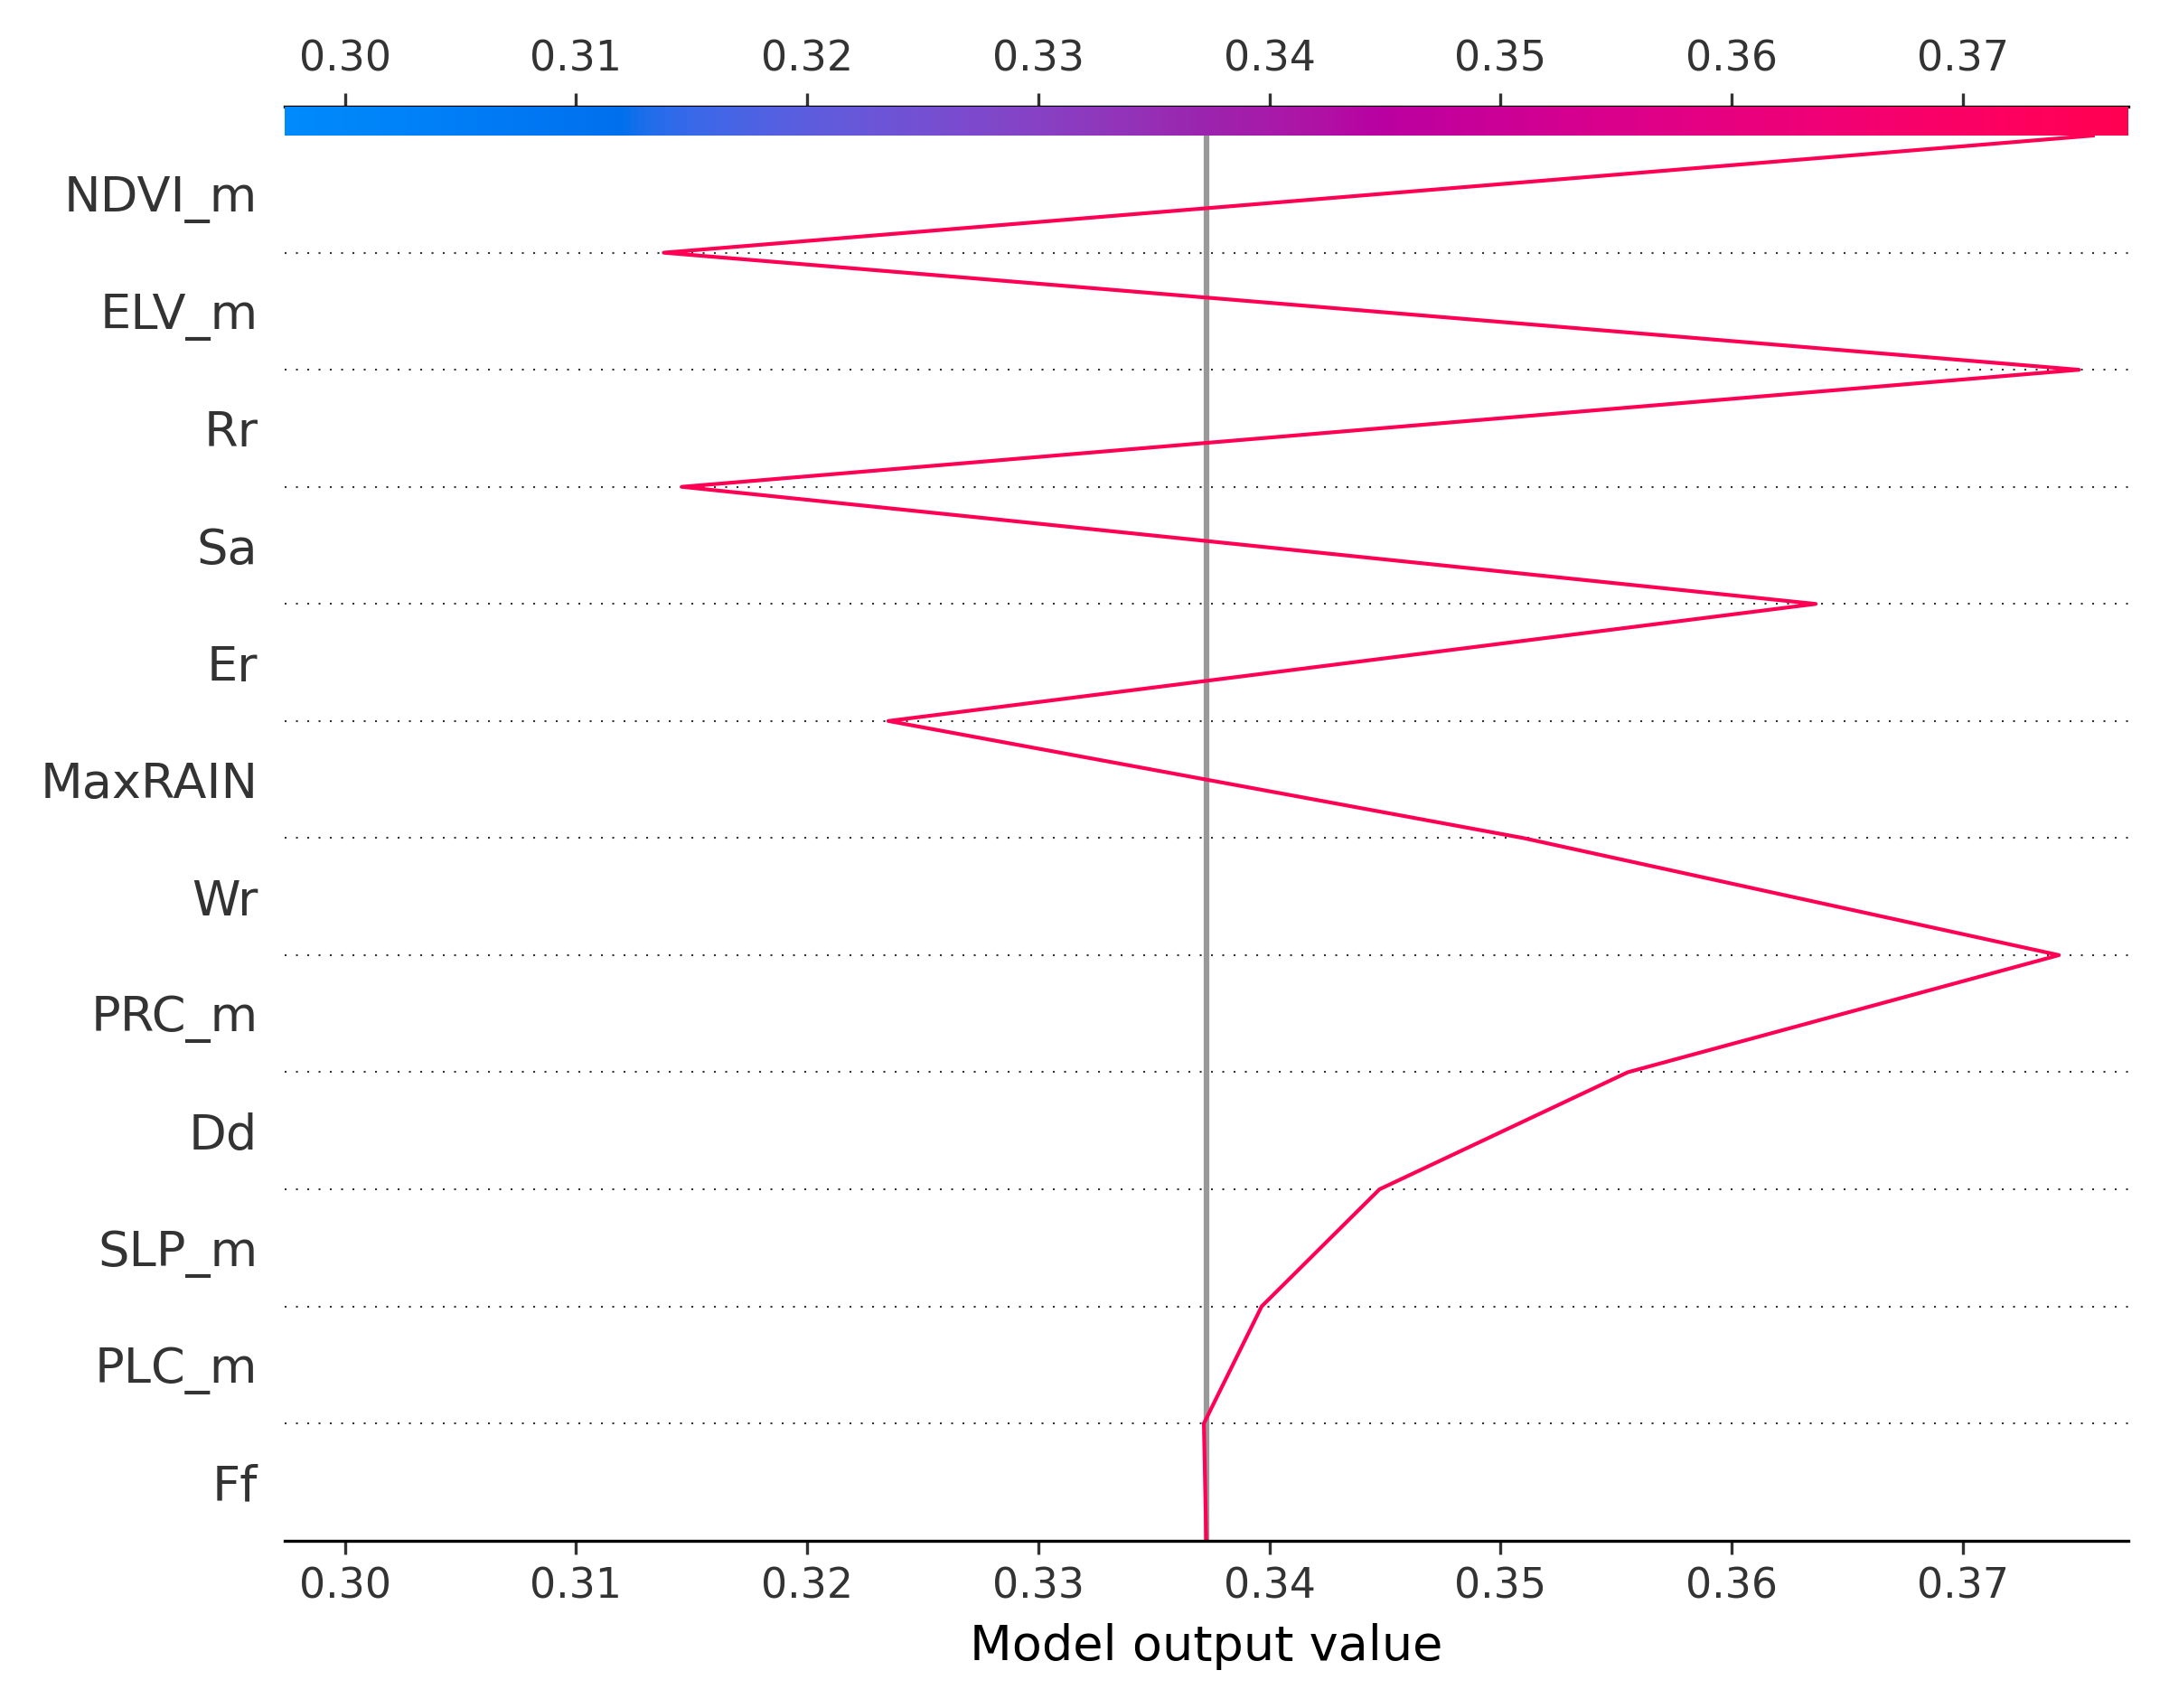 0.30 0.31 0.32 0.33 0.34 0.35 0.36 0.37
NDVI_m
ELV_m
Rr
Sa
Er
MaxRAIN
Wr
PRC_m
Dd
SLP_m
PLC_m
Ff
0.30 0.31 0.32 0.33 0.34 0.35 0.36 0.37
Model output value